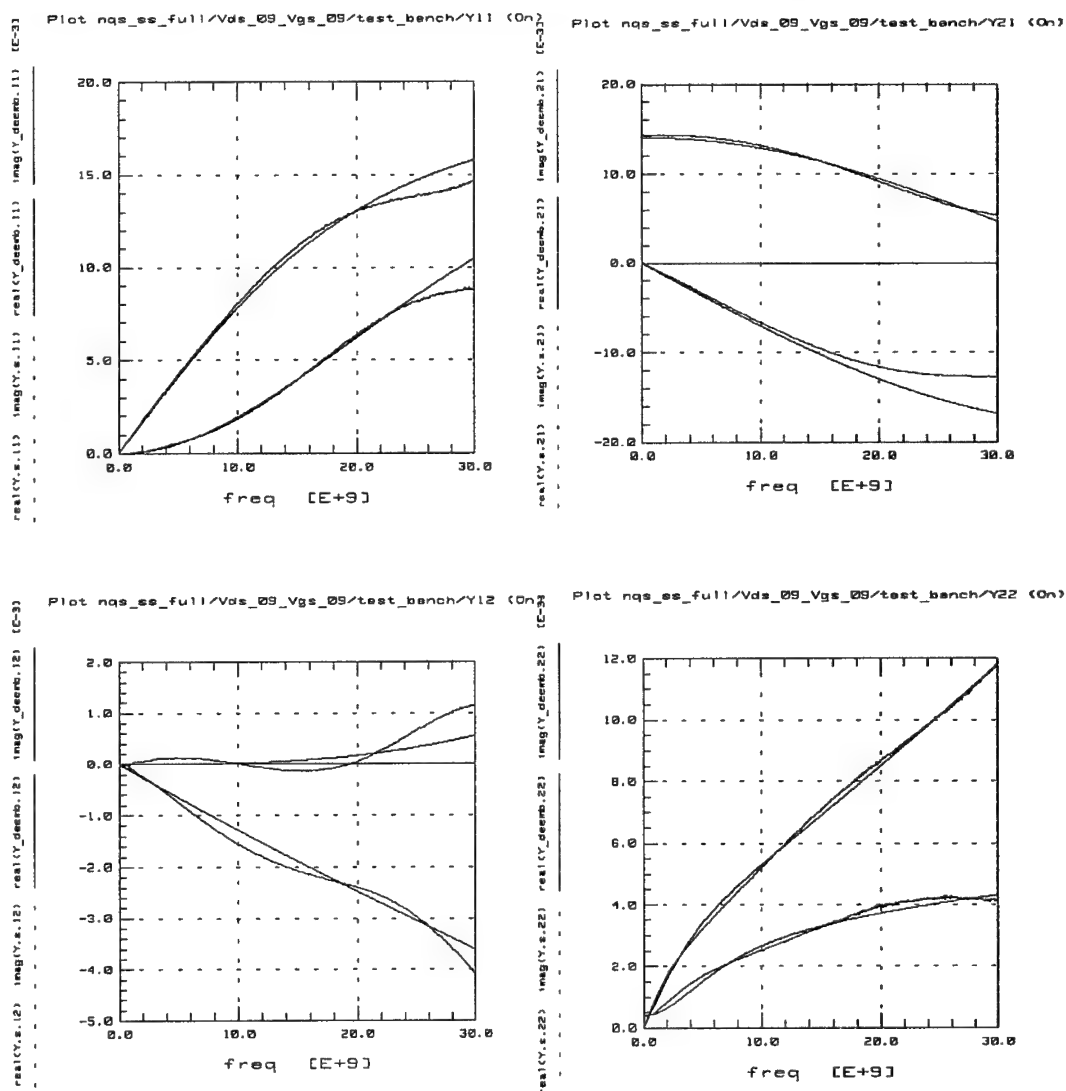 Plot nqs_ss_full/Vds_09_Vgs_09/test_bench/Y11 (On)
real(Y.s.11) imag(Y.s.11) real(Y_deemb.11) imag(Y_deemb.11) [E-3]
20.0
15.0
10.0
5.0
0.0
0.0 10.0 20.0 30.0
freq [E+9]
Plot nqs_ss_full/Vds_09_Vgs_09/test_bench/Y21 (On)
real(Y.s.21) imag(Y.s.21) real(Y_deemb.21) imag(Y_deemb.21) [E-3]
20.0
10.0
0.0
-10.0
-20.0
0.0 10.0 20.0 30.0
freq [E+9]
Plot nqs_ss_full/Vds_09_Vgs_09/test_bench/Y12 (On)
real(Y.s.12) imag(Y.s.12) real(Y_deemb.12) imag(Y_deemb.12) [E-3]
2.0
1.0
0.0
-1.0
-2.0
-3.0
-4.0
-5.0
0.0 10.0 20.0 30.0
freq [E+9]
Plot nqs_ss_full/Vds_09_Vgs_09/test_bench/Y22 (On)
real(Y.s.22) imag(Y.s.22) real(Y_deemb.22) imag(Y_deemb.22) [E-3]
12.0
10.0
8.0
6.0
4.0
2.0
0.0
0.0 10.0 20.0 30.0
freq [E+9]